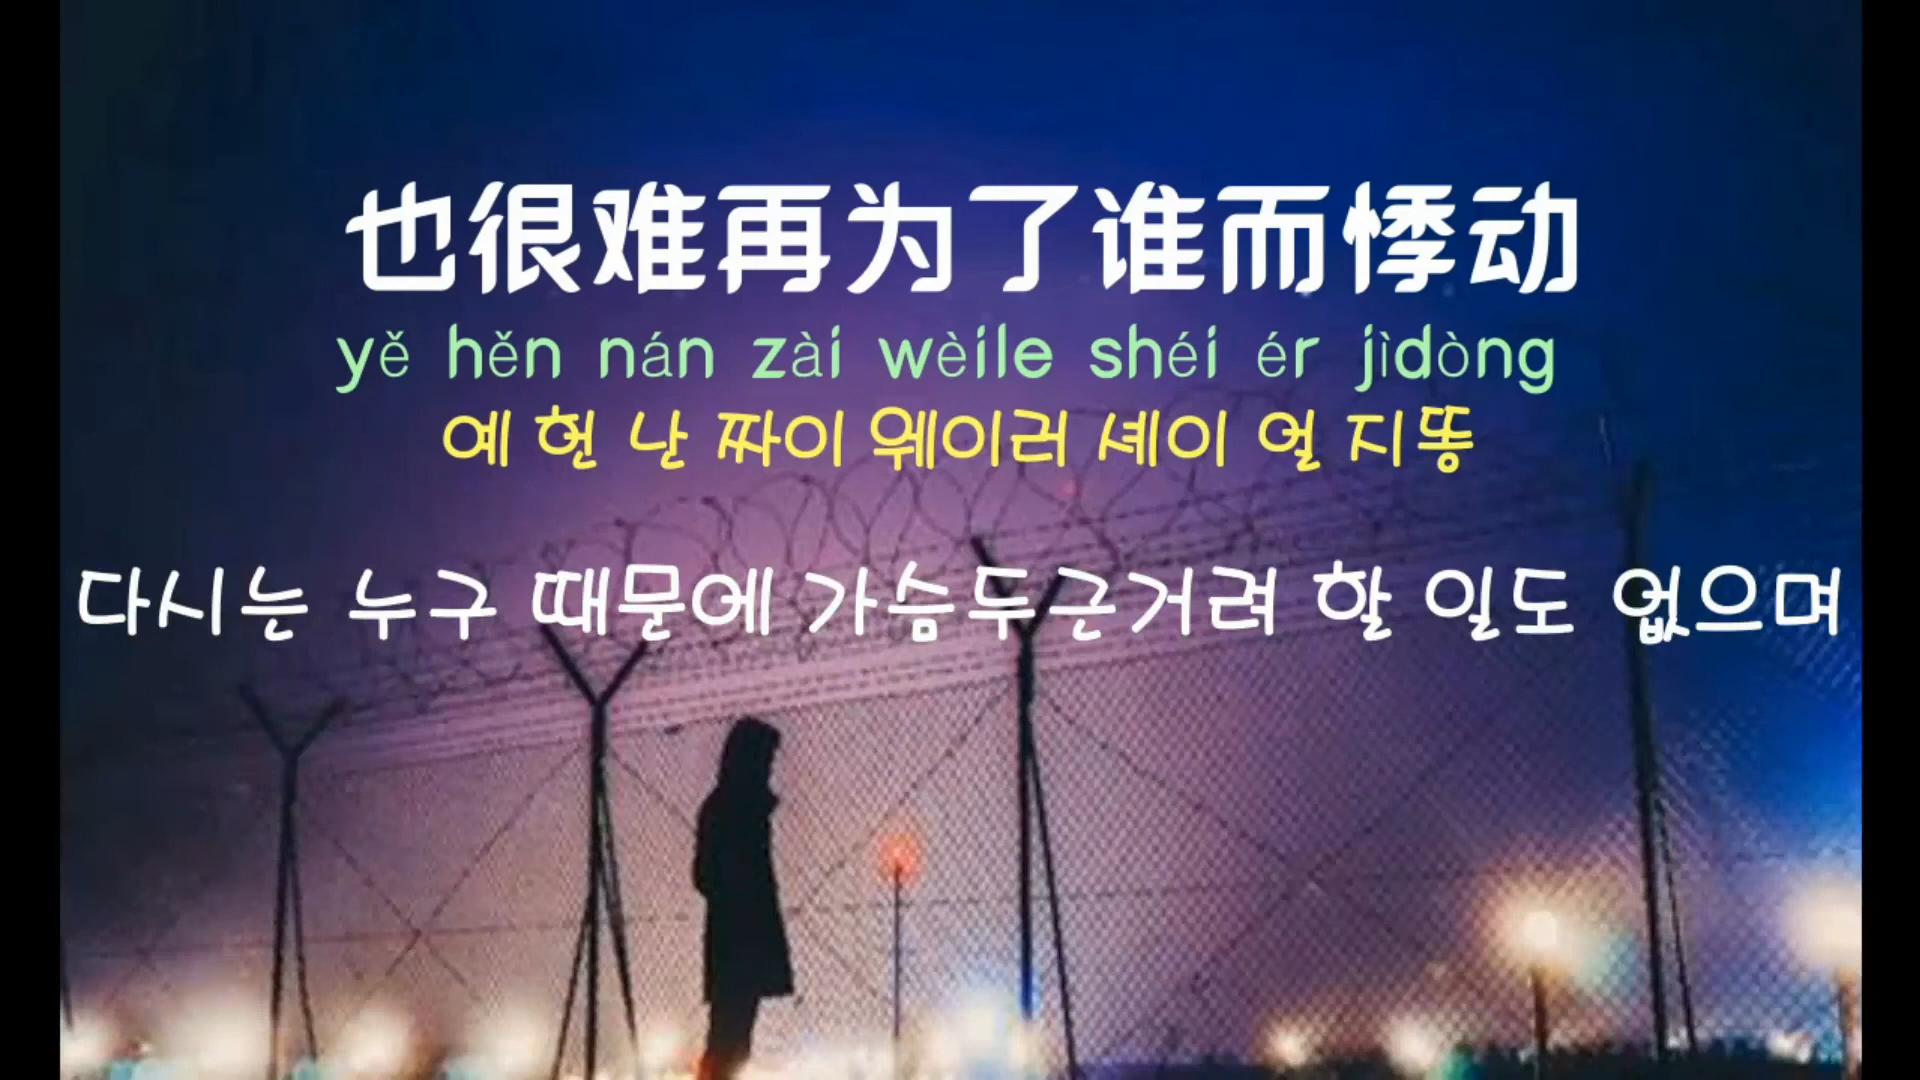 也很难再为了谁而悸动
yě hěn nán zài wèile shéi ér jìdòng
예 헌 난 짜이 웨이러 셰이 얼 지똥
다시는 누구 때문에 가슴두근거려 할 일도 없으며